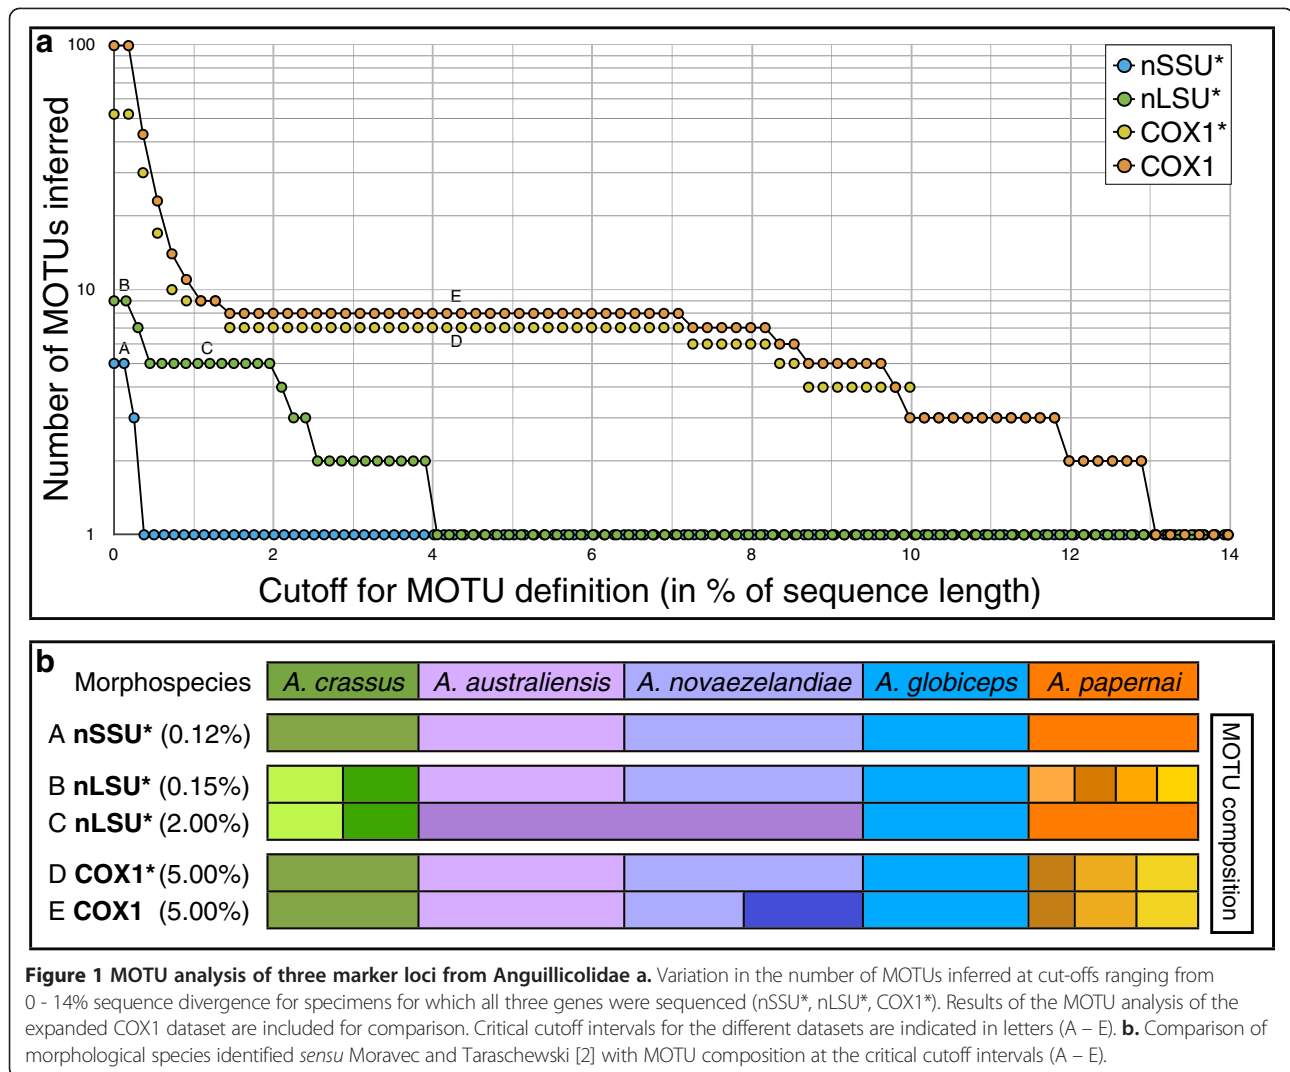 a
100
10
1
Number of MOTUs inferred
nSSU*
nLSU*
COX1*
COX1
B
A
C
E
D
0 2 4 6 8 10 12 14
Cutoff for MOTU definition (in % of sequence length)
b
Morphospecies A. crassus A. australiensis A. novaezelandiae A. globiceps A. papernai
A nSSU* (0.12%)
B nLSU* (0.15%)
C nLSU* (2.00%)
D COX1* (5.00%)
E COX1 (5.00%)
MOTU composition
Figure 1 MOTU analysis of three marker loci from Anguillicolidae a. Variation in the number of MOTUs inferred at cut-offs ranging from
0 - 14% sequence divergence for specimens for which all three genes were sequenced (nSSU*, nLSU*, COX1*). Results of the MOTU analysis of the
expanded COX1 dataset are included for comparison. Critical cutoff intervals for the different datasets are indicated in letters (A – E). b. Comparison of
morphological species identified sensu Moravec and Taraschewski [2] with MOTU composition at the critical cutoff intervals (A – E).